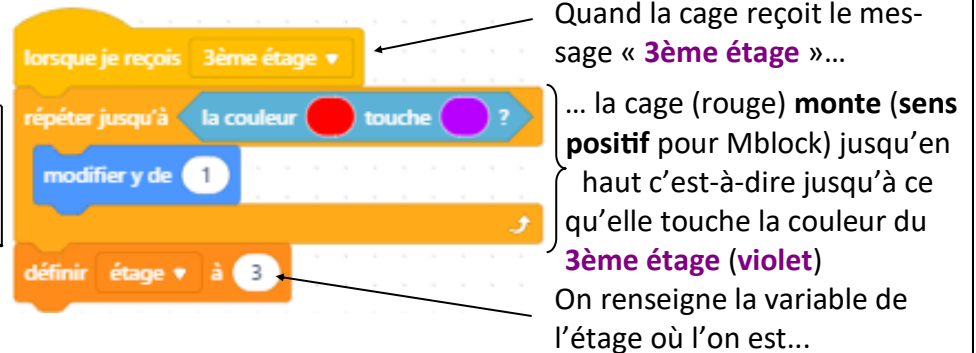 Quand la cage reçoit le mes-
sage « 3ème étage »...
lorsque je reçois 3ème étage
répéter jusqu'à la couleur touche ?
modifier y de 1
définir étage à 3
... la cage (rouge) monte (sens
positif pour Mblock) jusqu'en
haut c'est-à-dire jusqu'à ce
qu'elle touche la couleur du
3ème étage (violet)
On renseigne la variable de
l'étage où l'on est...